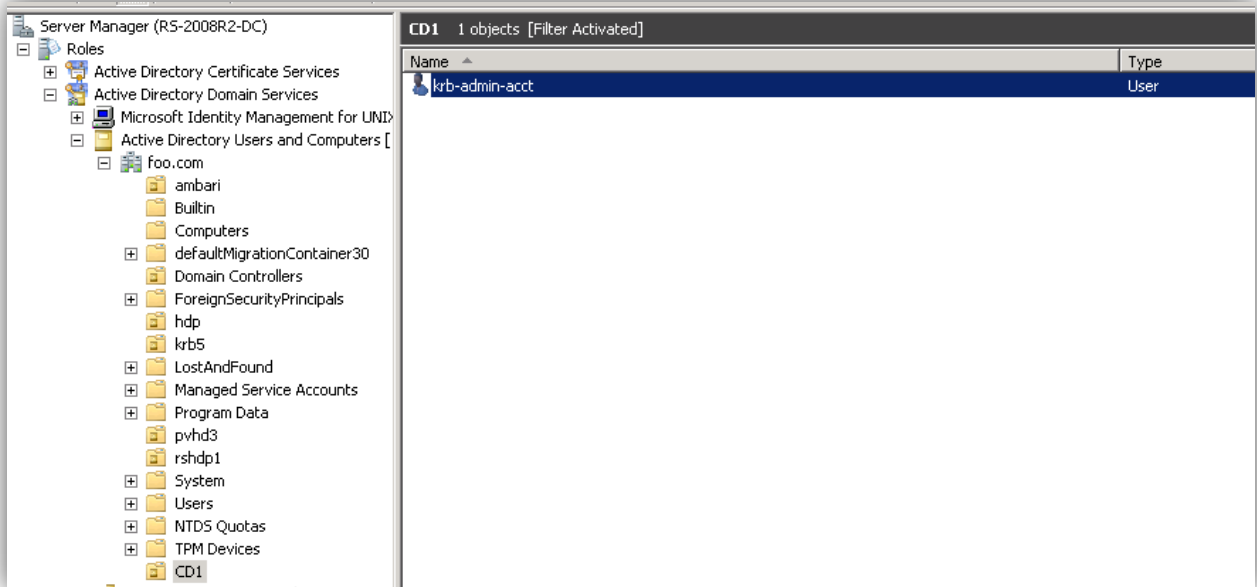 Server Manager (RS-2008R2-DC)
Roles
Active Directory Certificate Services
Active Directory Domain Services
Microsoft Identity Management for UNIX
Active Directory Users and Computers [
foo.com
ambari
Builtin
Computers
defaultMigrationContainer30
Domain Controllers
ForeignSecurityPrincipals
hdp
krb5
LostAndFound
Managed Service Accounts
Program Data
pvhd3
rshdp1
System
Users
NTDS Quotas
TPM Devices
CD1
CD1 1 objects [Filter Activated]
Name Type
krb-admin-acct User